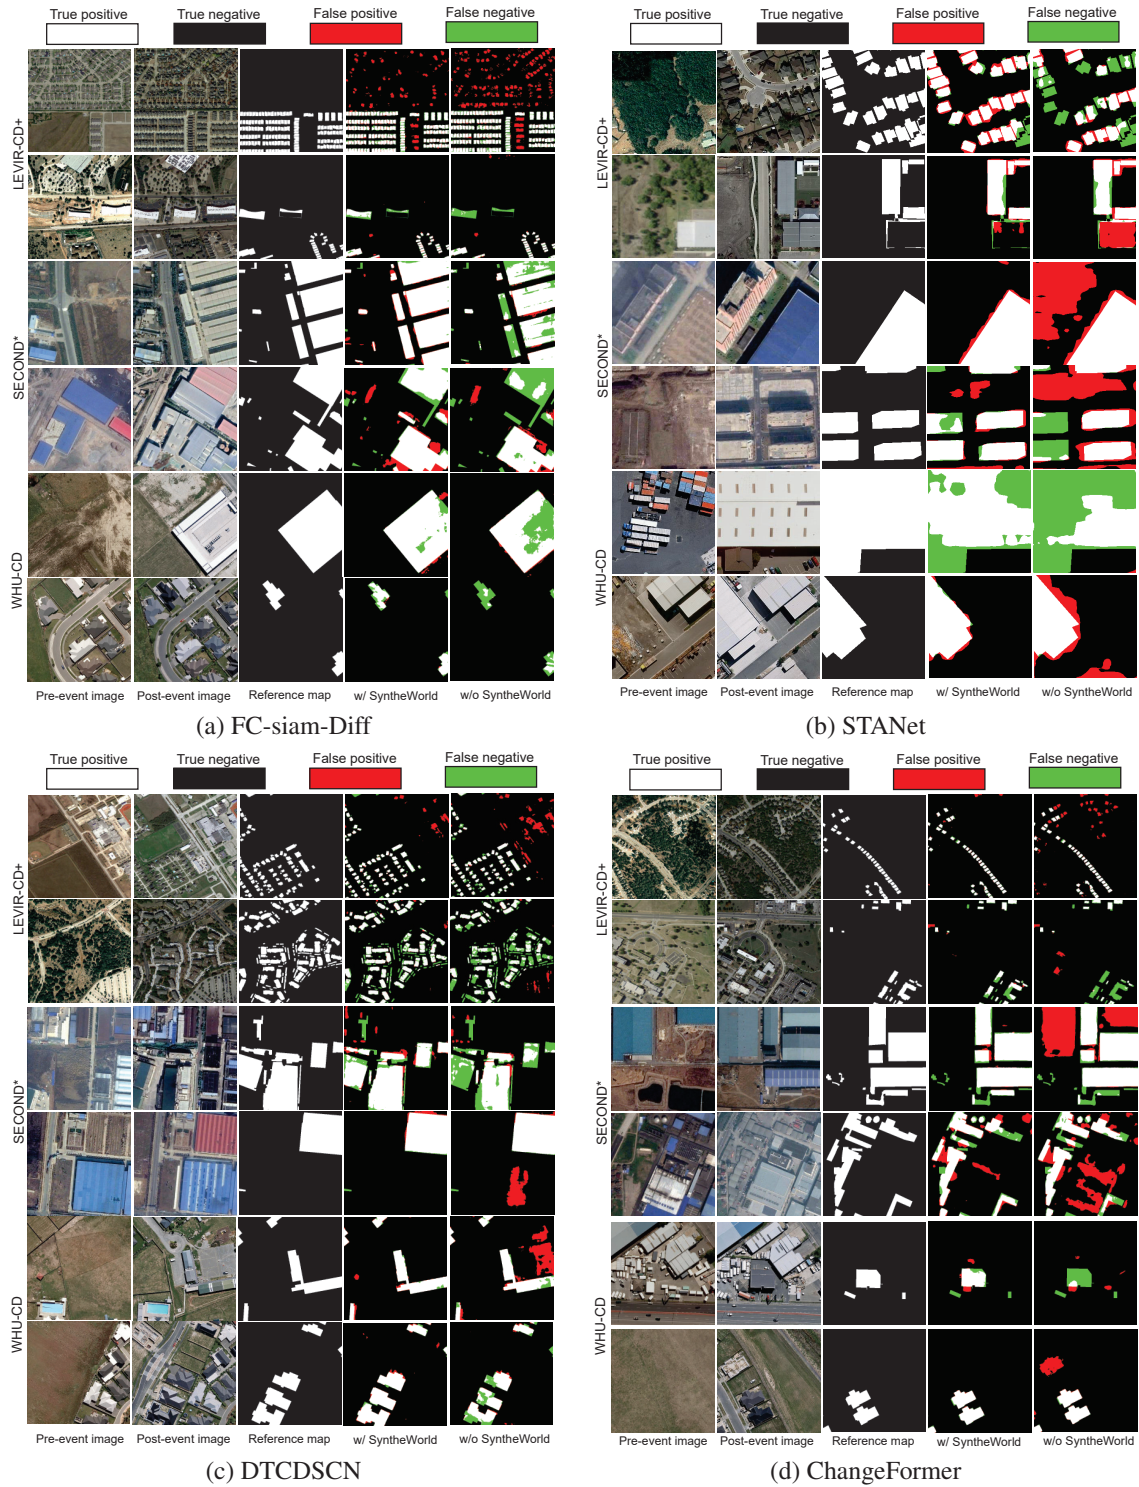 True positive True negative False positive False negative
LEVIR-CD+
SECOND*
WHU-CD
Pre-event image Post-event image Reference map w/ SyntheWorld w/o SyntheWorld
(a) FC-siam-Diff
True positive True negative False positive False negative
LEVIR-CD+
SECOND*
WHU-CD
Pre-event image Post-event image Reference map w/ SyntheWorld w/o SyntheWorld
(b) STANet
True positive True negative False positive False negative
LEVIR-CD+
SECOND*
WHU-CD
Pre-event image Post-event image Reference map w/ SyntheWorld w/o SyntheWorld
(c) DTCDSCN
True positive True negative False positive False negative
LEVIR-CD+
SECOND*
WHU-CD
Pre-event image Post-event image Reference map w/ SyntheWorld w/o SyntheWorld
(d) ChangeFormer